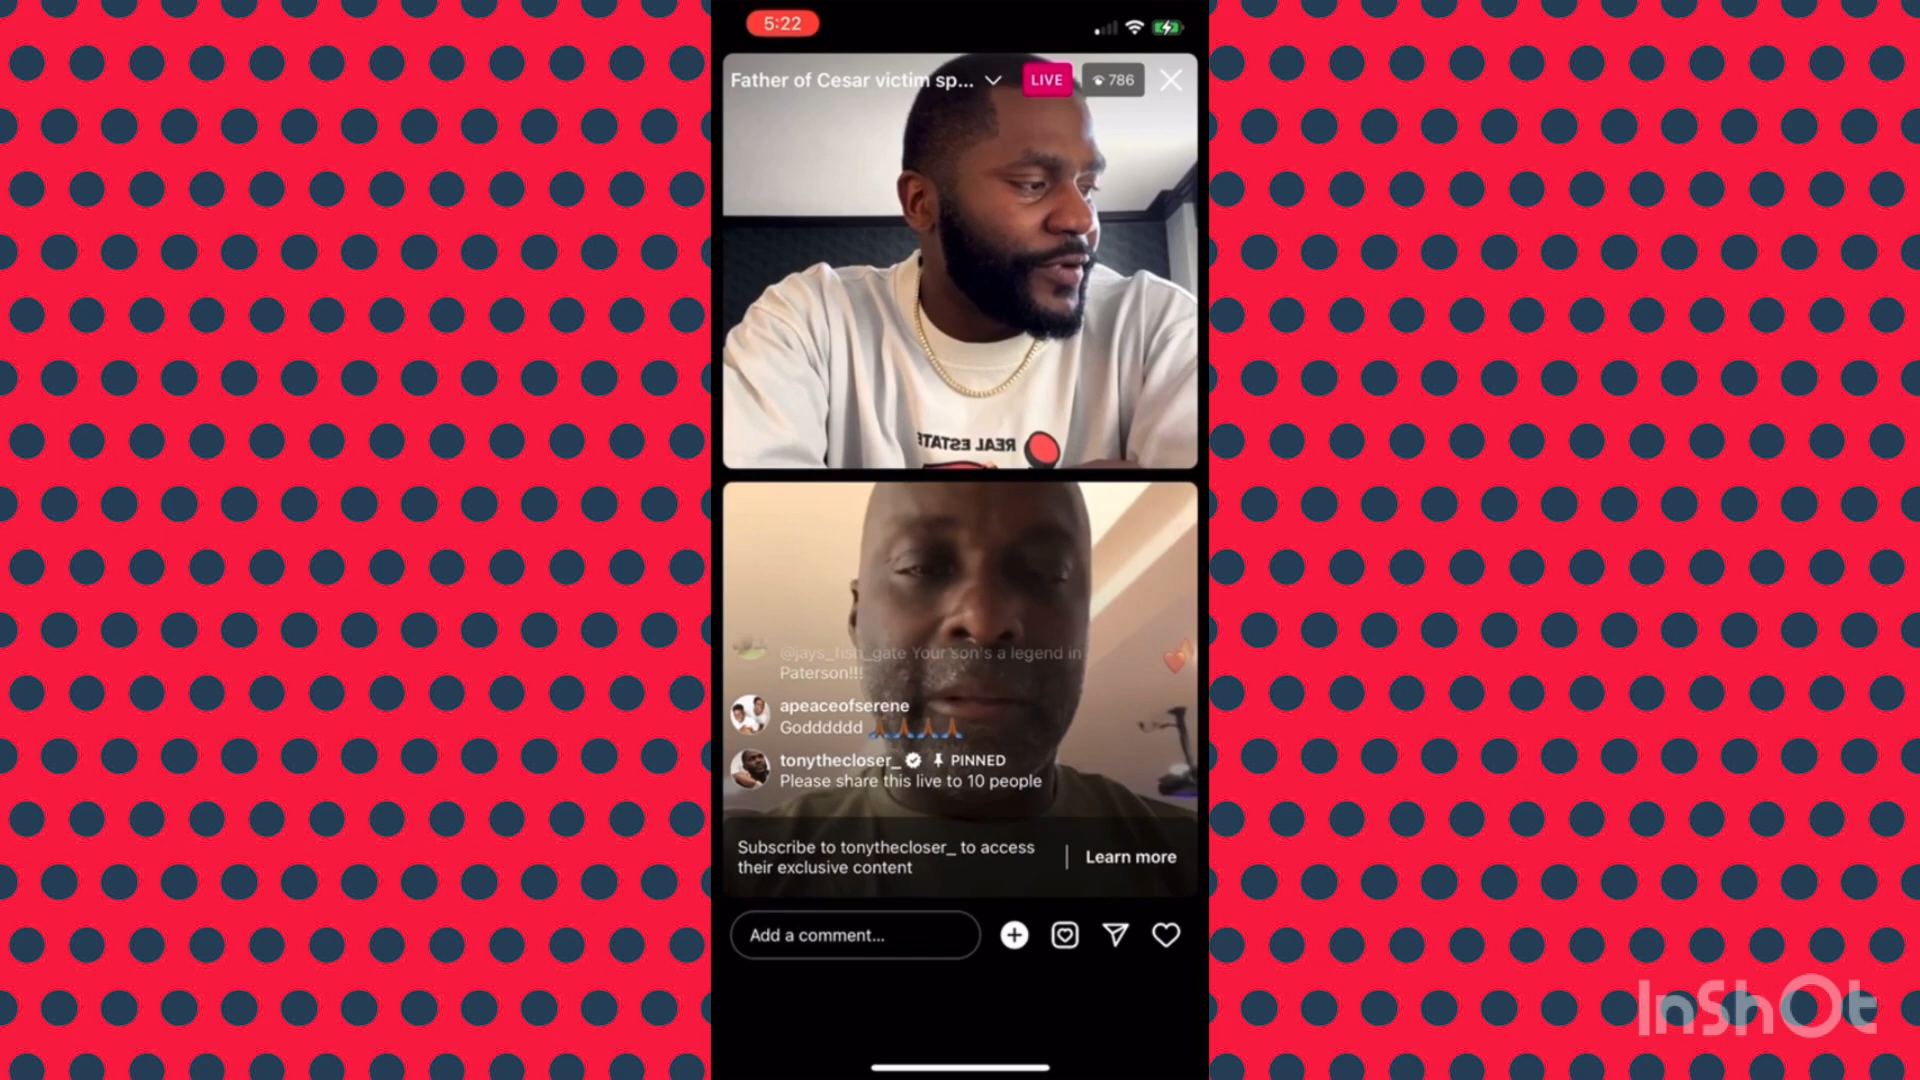 5:22
Father of Cesar victim sp...
LIVE
786
REAL ESTATE
@jays_fish_gate Your son's a legend in
Paterson!!!
apeaceofserene
Godddddd 🙏🏾🙏🏾🙏🏾🙏🏾
tonythecloser_ PINNED
Please share this live to 10 people
Subscribe to tonythecloser_ to access
their exclusive content
Learn more
Add a comment...
InShOt